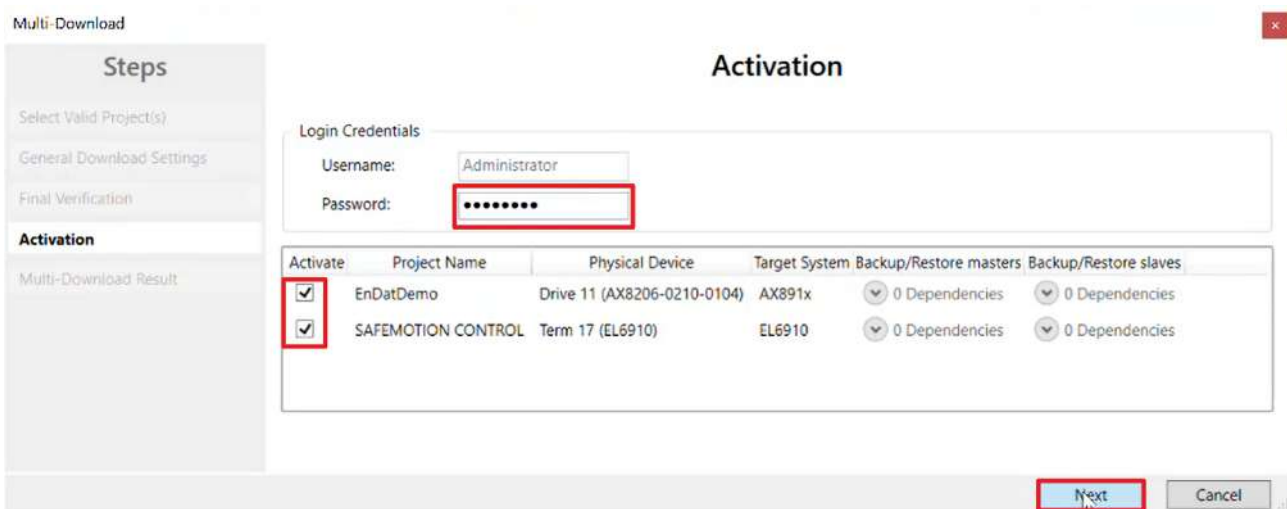 Multi-Download
Steps
Select Valid Project(s)
General Download Settings
Final Verification
Activation
Multi-Download Result
Activation
Login Credentials
Username: Administrator
Password: ••••••••
Activate Project Name Physical Device Target System Backup/Restore masters Backup/Restore slaves
EnDatDemo Drive 11 (AX8206-0210-0104) AX891x 0 Dependencies 0 Dependencies
SAFEMOTION CONTROL Term 17 (EL6910) EL6910 0 Dependencies 0 Dependencies
Next Cancel